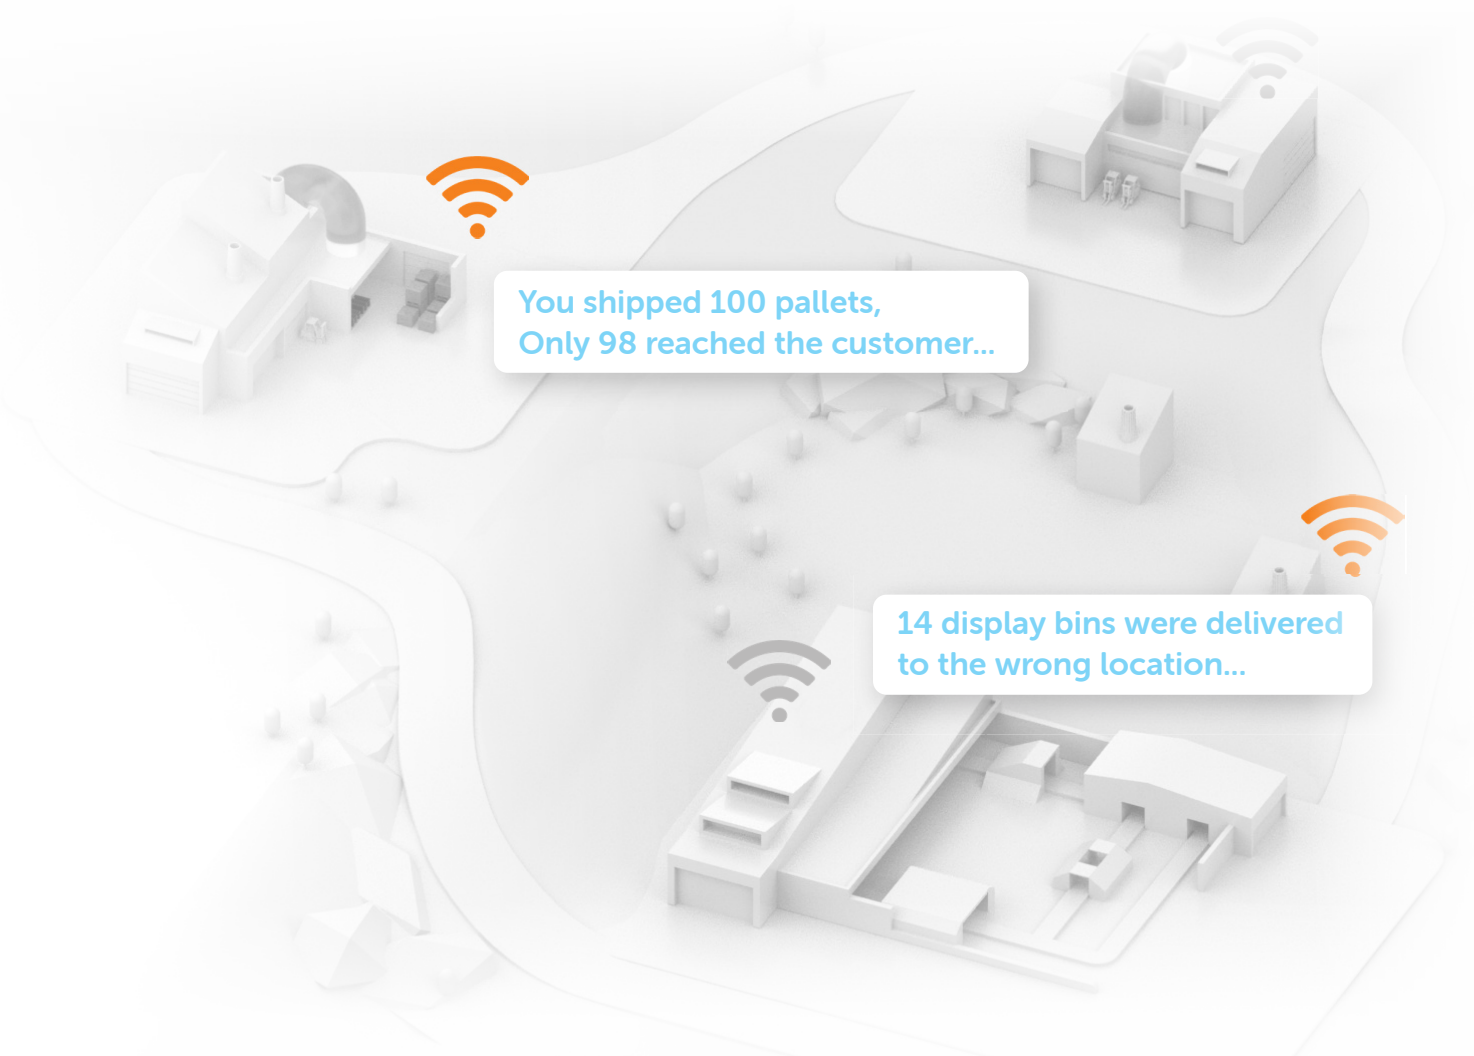 You shipped 100 pallets,
Only 98 reached the customer...
14 display bins were delivered
to the wrong location...